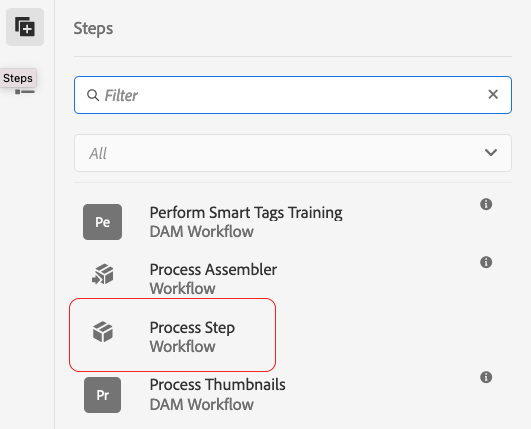 Steps
Steps
Filter
All
Pe
Perform Smart Tags Training
DAM Workflow
Process Assembler
Workflow
Process Step
Workflow
Pr
Process Thumbnails
DAM Workflow